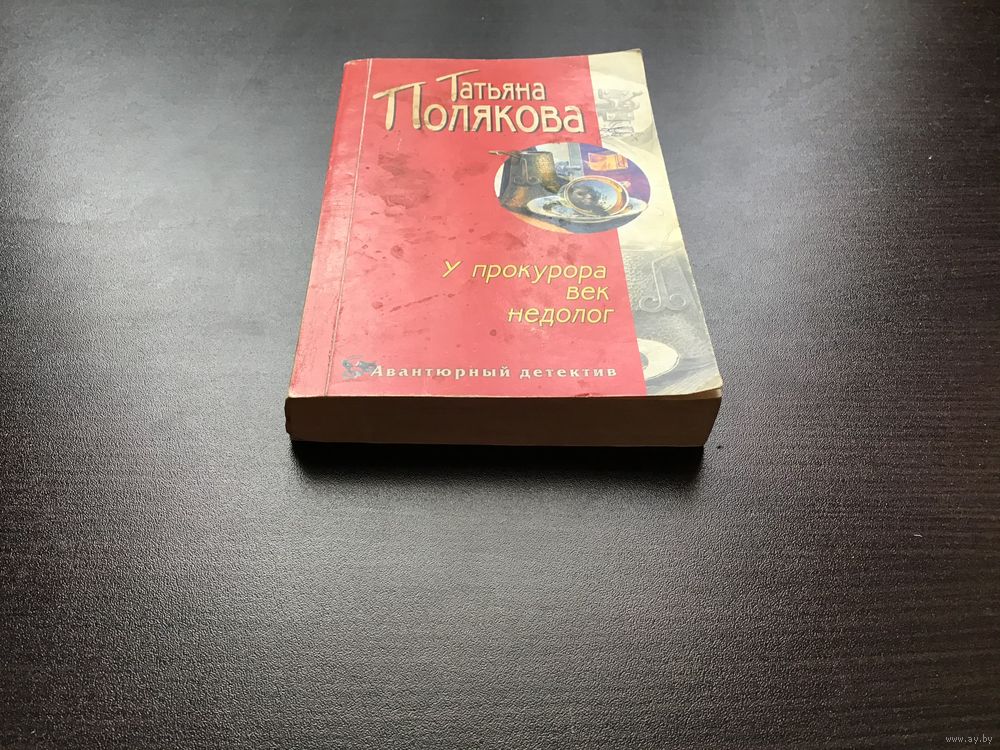 Татьяна
Полякова
У прокурора
век
недолог
Авантюрный детектив
www.ay.by